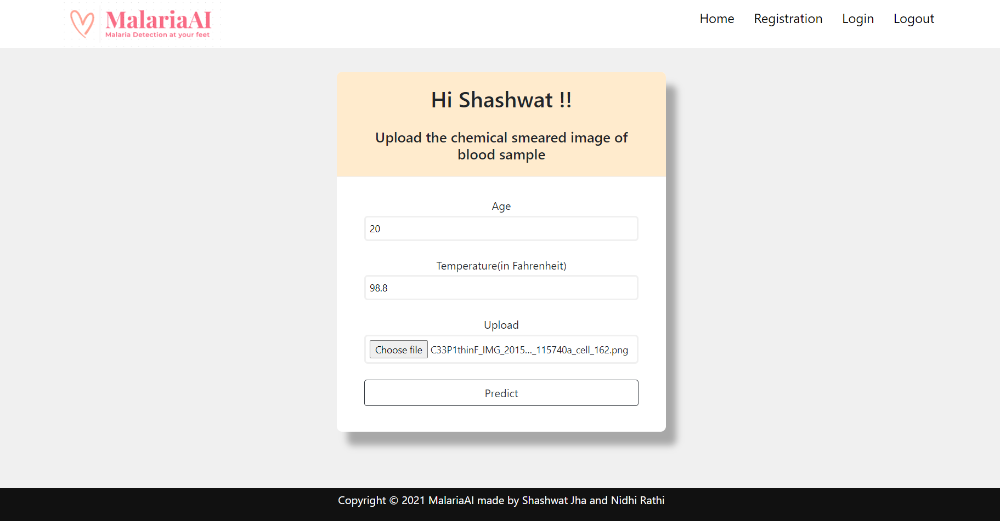 MalariaAI
Malaria Detection at your feet
Home Registration Login Logout
Hi Shashwat !!
Upload the chemical smeared image of
blood sample
Age
20
Temperature(in Fahrenheit)
98.8
Upload
Choose file C33P1thinF_IMG_2015..._115740a_cell_162.png
Predict
Copyright © 2021 MalariaAI made by Shashwat Jha and Nidhi Rathi